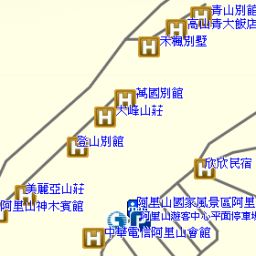 青山別館
高山青大飯店
禾楓別墅
萬國別館
大峰山莊
登山別館
欣欣民宿
美麗亞山莊
阿里山神木賓館
阿里山國家風景區阿里
阿里山遊客中心平面停車場
中華電信阿里山會館